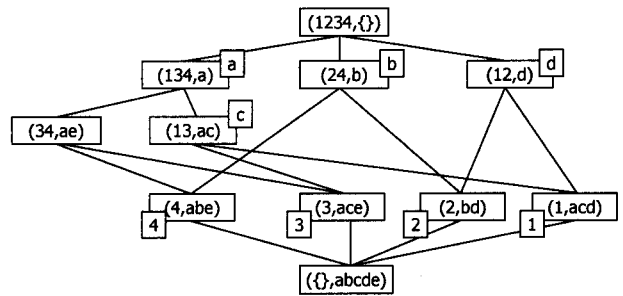 (1234,{})
a
b
d
(134,a)
(24,b)
(12,d)
c
(34,ae)
(13,ac)
(4,abe)
(3,ace)
(2,bd)
(1,acd)
4
3
2
1
({},abcde)